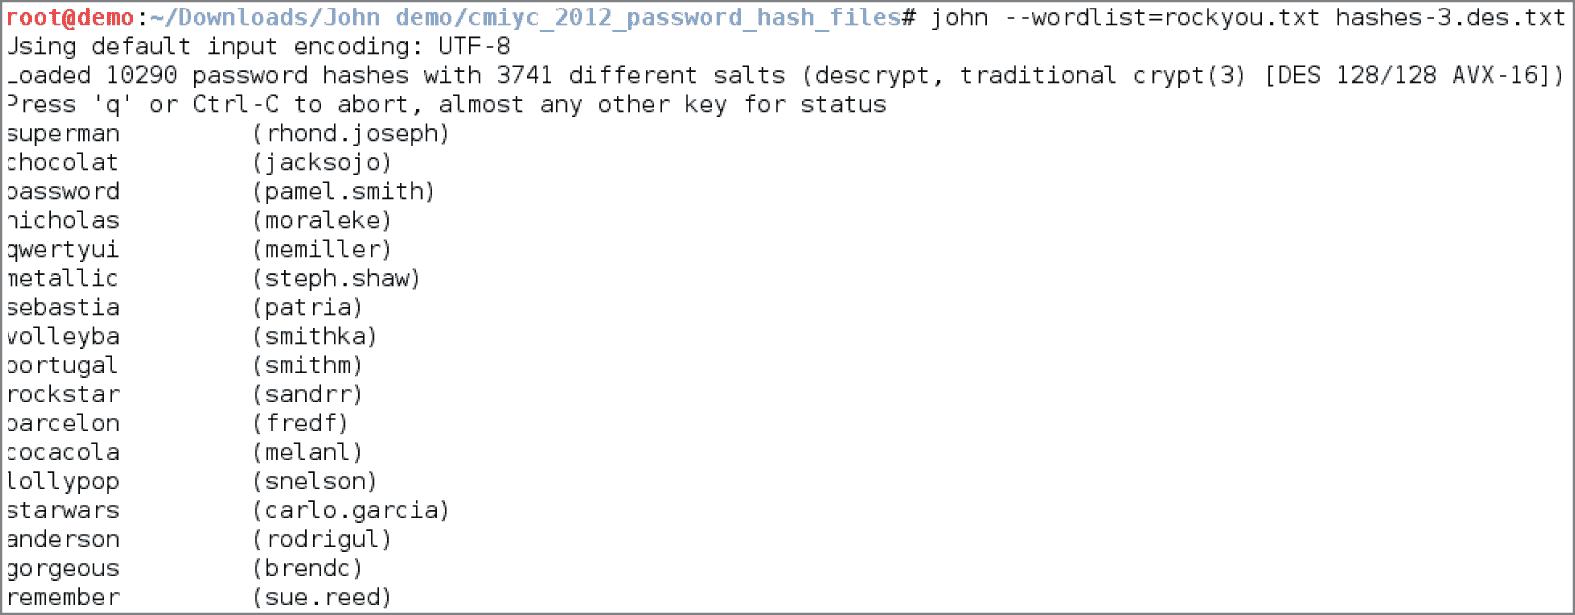 root@demo:~/Downloads/John demo/cmiyc_2012_password_hash_files# john --wordlist=rockyou.txt hashes-3.des.txt
Using default input encoding: UTF-8
Loaded 10290 password hashes with 3741 different salts (descrypt, traditional crypt(3) [DES 128/128 AVX-16])
Press 'q' or Ctrl-C to abort, almost any other key for status
superman (rhond.joseph)
chocolat (jacksojo)
password (pamel.smith)
nicholas (moraleke)
qwertyui (memiller)
metallic (steph.shaw)
sebastia (patria)
volleyba (smithka)
portugal (smithm)
rockstar (sandrr)
barcelon (fredf)
cocacola (melanl)
lollypop (snelson)
starwars (carlo.garcia)
anderson (rodrigul)
gorgeous (brendc)
remember (sue.reed)